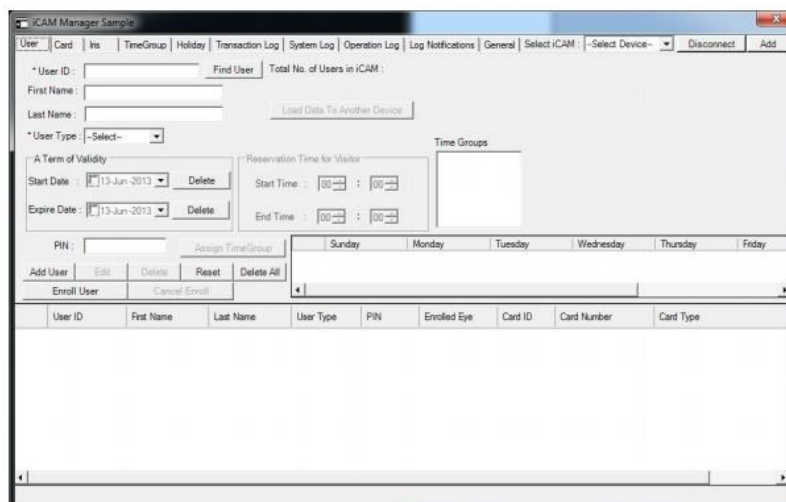 iCAM Manager Sample
User Card Iris TimeGroup Holiday Transaction Log System Log Operation Log Log Notifications General Select iCAM : --Select Device-- Disconnect Add
* User ID : Find User Total No. of Users in iCAM :
First Name :
Last Name : Load Data To Another Device
* User Type : --Select--
Time Groups
A Term of Validity Reservation Time for Visitor
Start Date : 13-Jun-2013 Delete Start Time : 00 : 00
Expire Date : 13-Jun-2013 Delete End Time : 00 : 00
PIN : Assign TimeGroup Sunday Monday Tuesday Wednesday Thursday Friday
Add User Edit Delete Reset Delete All
Enroll User Cancel Enroll
User ID First Name Last Name User Type PIN Enrolled Eye Card ID Card Number Card Type